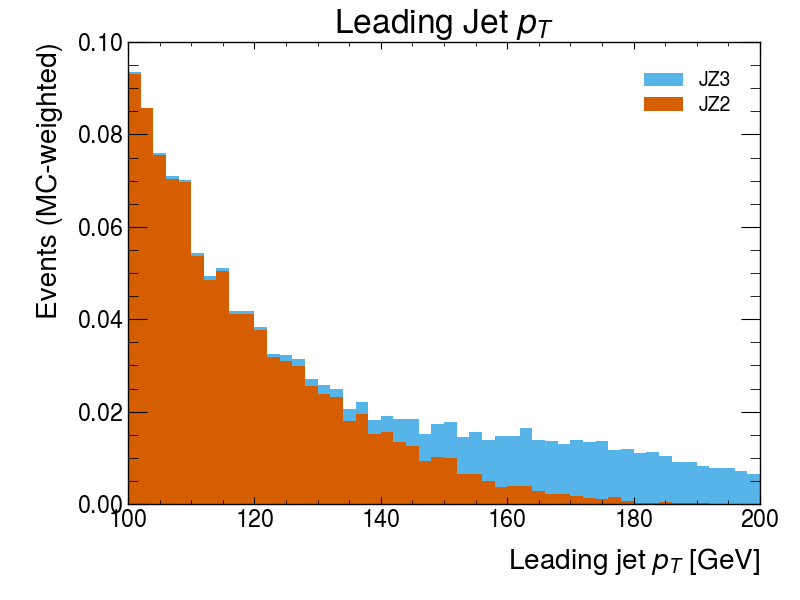 Leading Jet p_T
Events (MC-weighted)
0.10
0.08
0.06
0.04
0.02
0.00
JZ3
JZ2
100 120 140 160 180 200
Leading jet p_T [GeV]